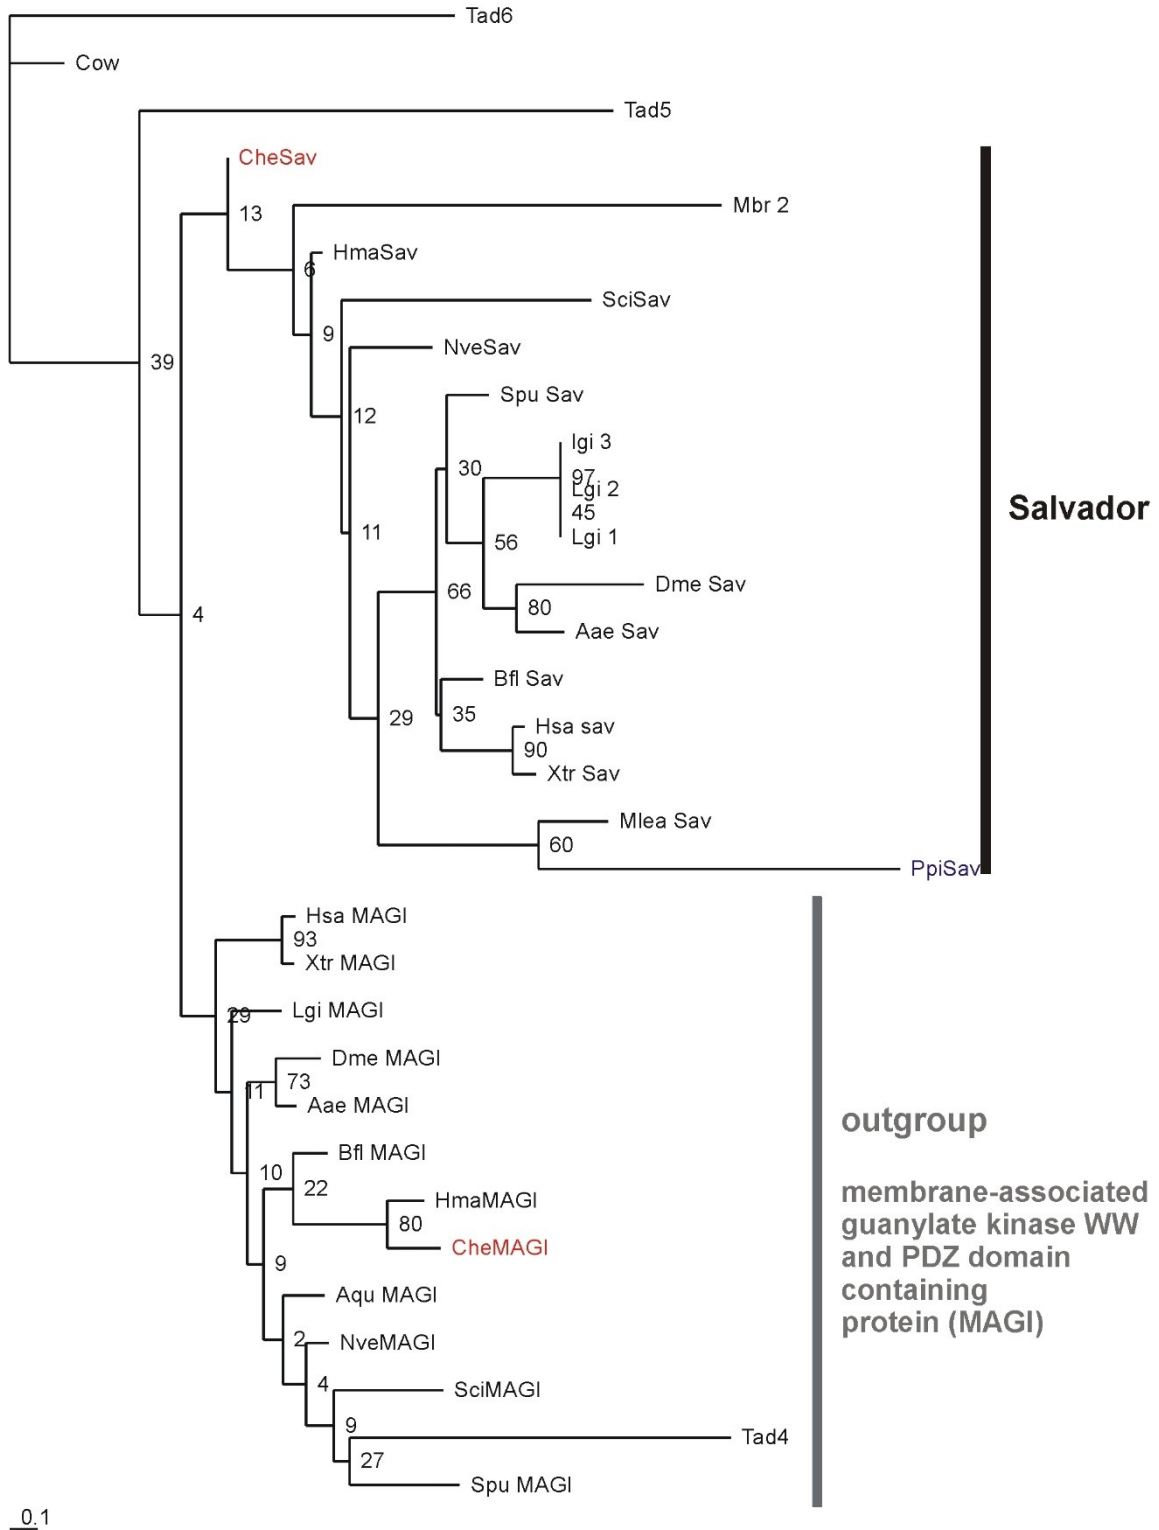 Tad6
Cow
Tad5
CheSav
13
Mbr 2
HmaSav
6
SciSav
9
NveSav
39
Spu Sav
12
Igi 3
30
97
Lgi 2
Salvador
45
11
Lgi 1
56
Dme Sav
66
80
4
Aae Sav
Bfl Sav
35
29
Hsa sav
90
Xtr Sav
Mlea Sav
60
PpiSav
Hsa MAGI
93
Xtr MAGI
Lgi MAGI
29
Dme MAGI
73
11
Aae MAGI
outgroup
Bfl MAGI
10
22
membrane-associated
HmaMAGI
80
guanylate kinase WW
CheMAGI
and PDZ domain
9
containing
Aqu MAGI
protein (MAGI)
2
NveMAGI
4
SciMAGI
9
Tad4
27
Spu MAGI
0.1